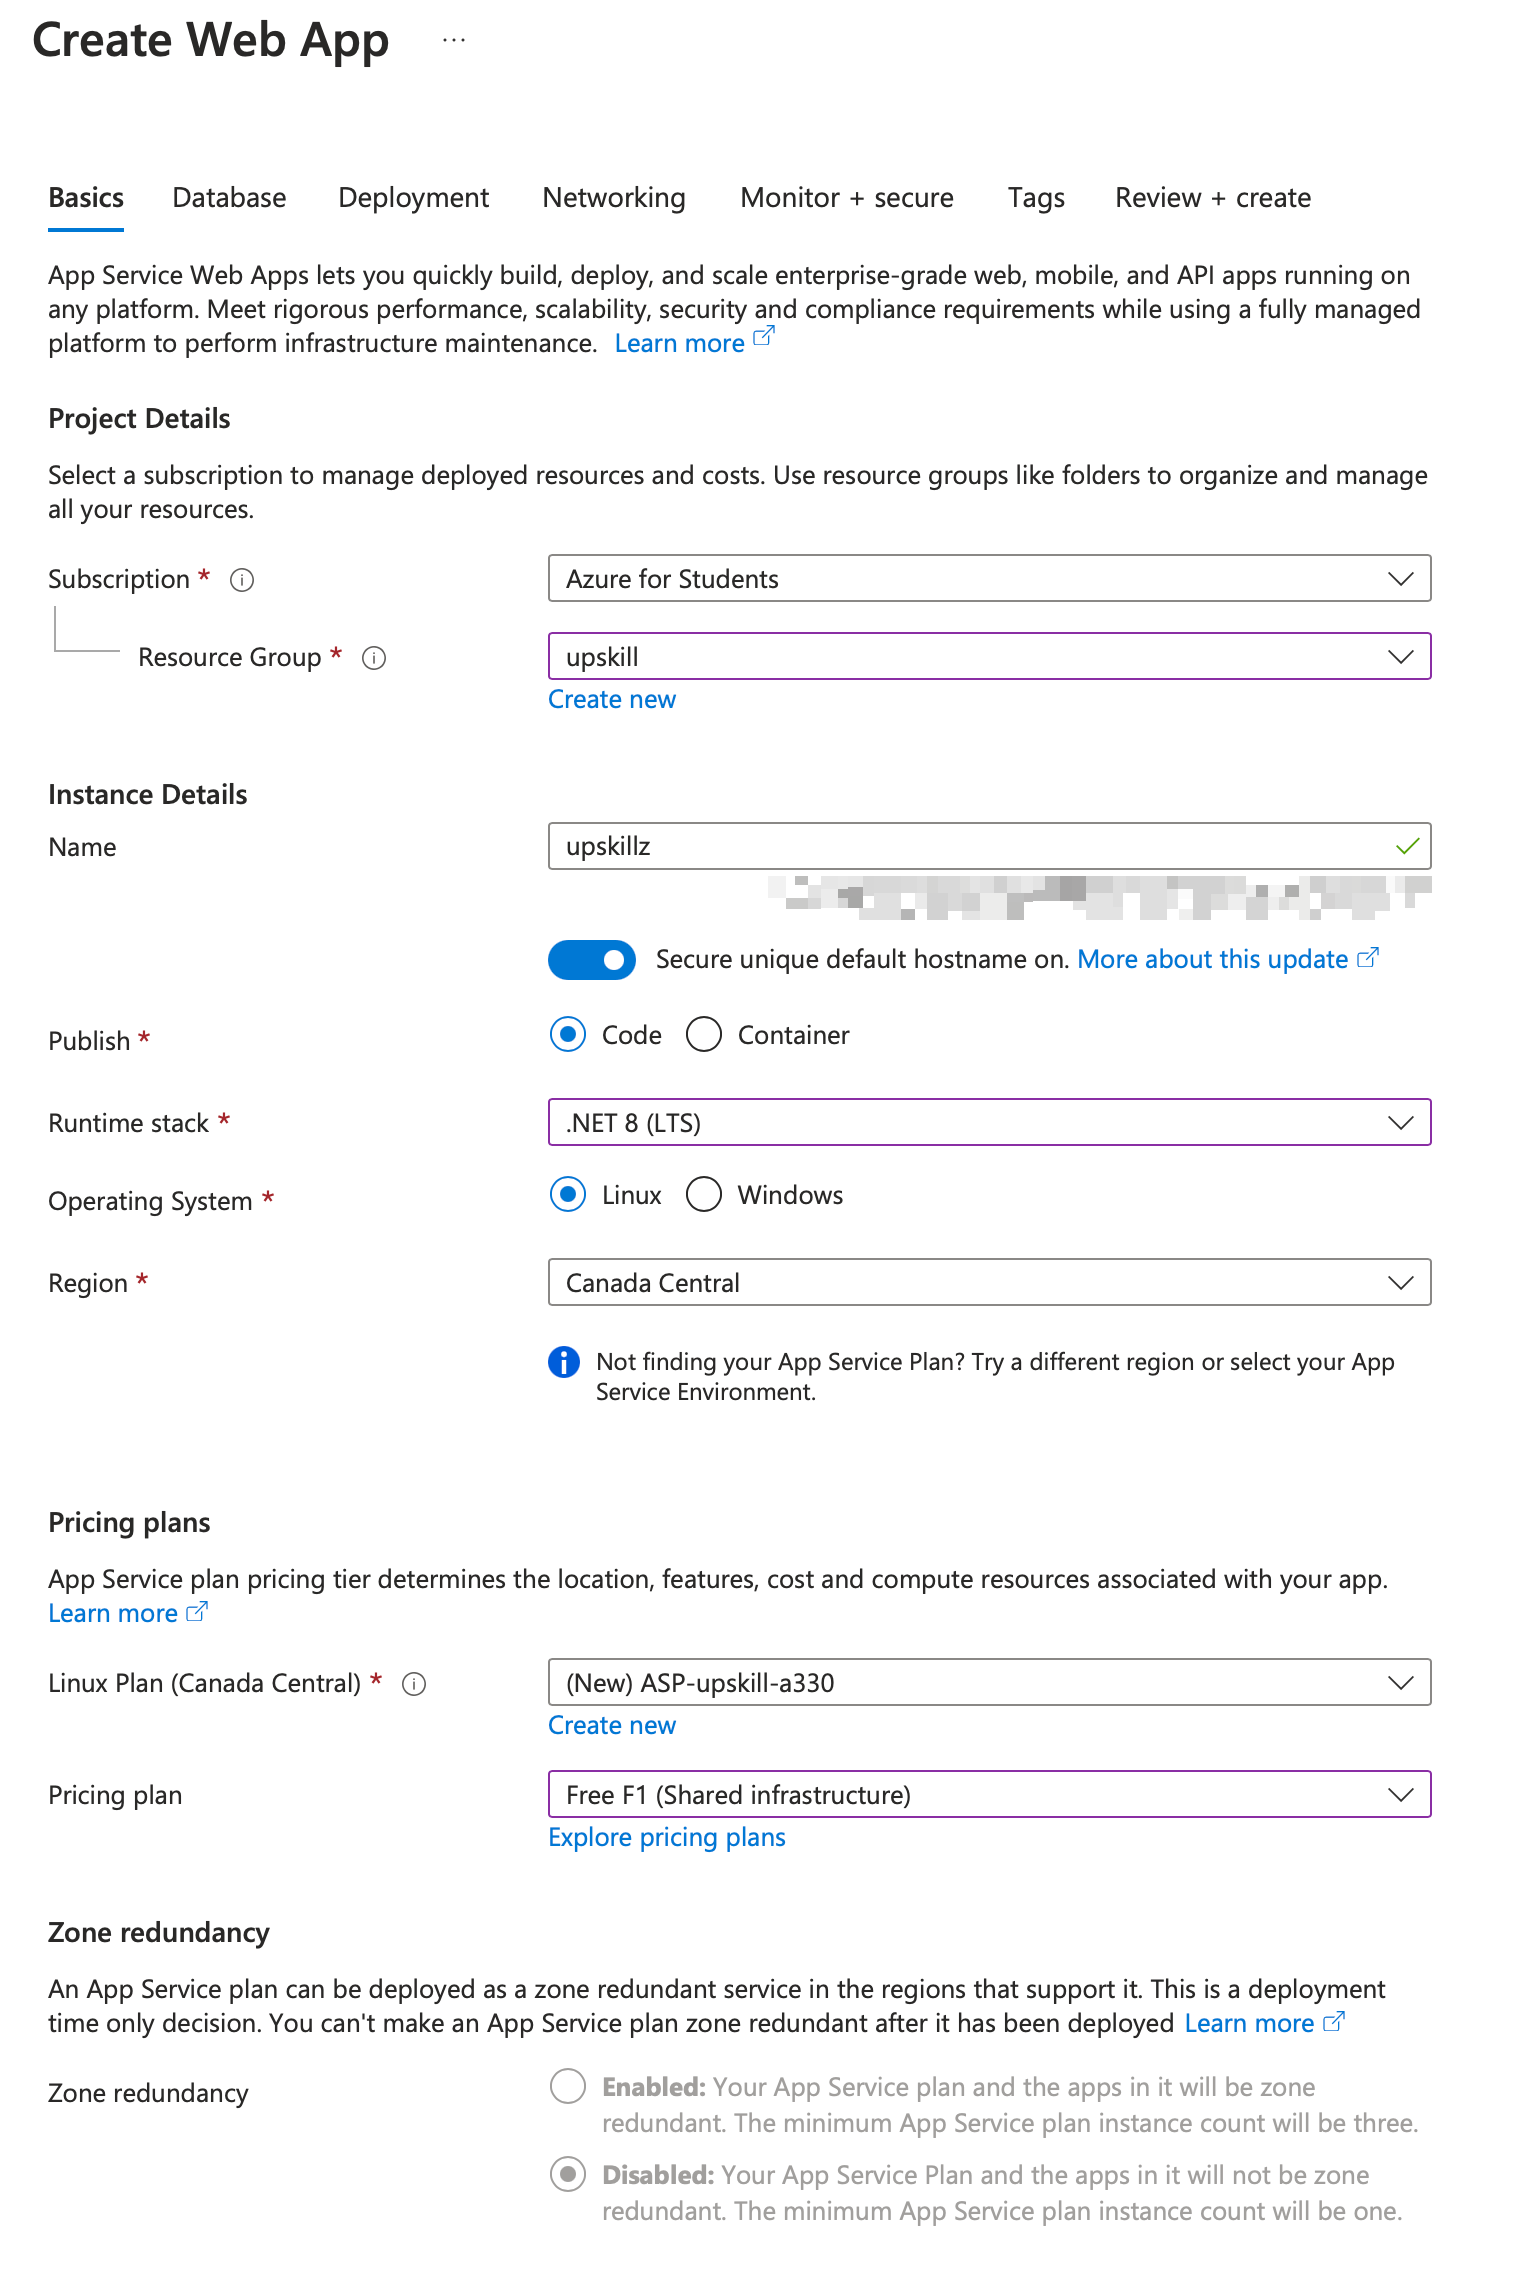 Create Web App ...
Basics Database Deployment Networking Monitor + secure Tags Review + create
App Service Web Apps lets you quickly build, deploy, and scale enterprise-grade web, mobile, and API apps running on
any platform. Meet rigorous performance, scalability, security and compliance requirements while using a fully managed
platform to perform infrastructure maintenance. Learn more
Project Details
Select a subscription to manage deployed resources and costs. Use resource groups like folders to organize and manage
all your resources.
Subscription * Azure for Students
Resource Group * upskill
Create new
Instance Details
Name upskillz
Secure unique default hostname on. More about this update
Publish * Code Container
Runtime stack * .NET 8 (LTS)
Operating System * Linux Windows
Region * Canada Central
Not finding your App Service Plan? Try a different region or select your App
Service Environment.
Pricing plans
App Service plan pricing tier determines the location, features, cost and compute resources associated with your app.
Learn more
Linux Plan (Canada Central) * (New) ASP-upskill-a330
Create new
Pricing plan Free F1 (Shared infrastructure)
Explore pricing plans
Zone redundancy
An App Service plan can be deployed as a zone redundant service in the regions that support it. This is a deployment
time only decision. You can't make an App Service plan zone redundant after it has been deployed Learn more
Zone redundancy Enabled: Your App Service plan and the apps in it will be zone
redundant. The minimum App Service plan instance count will be three.
Disabled: Your App Service Plan and the apps in it will not be zone
redundant. The minimum App Service plan instance count will be one.